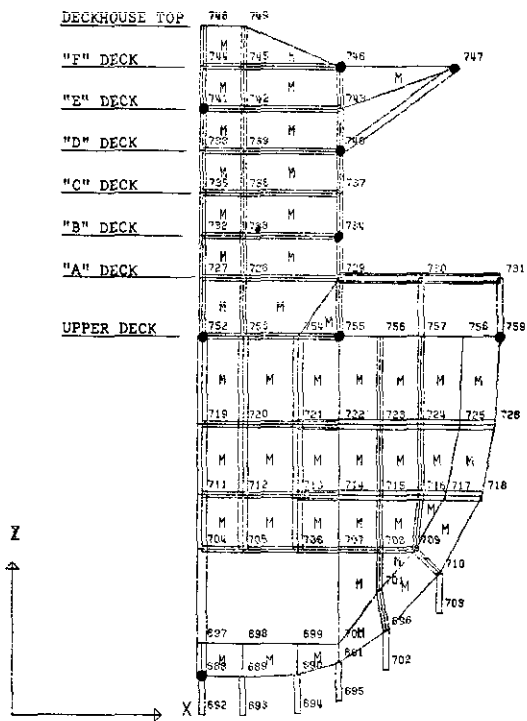 DECKHOUSE TOP 748 749
M M
"F" DECK 744 745 746 747
M M M
"E" DECK 741 742 743
M M
"D" DECK 739
M M
"C" DECK 735 736 737
M M
"B" DECK 732 733 734
M M
"A" DECK 727 728 729 730 731
M M M
UPPER DECK 752 753 754 755 756 757 758 759
M M M M M M M
719 720 721 722 723 724 725 726
M M M M M M M
711 712 713 714 715 716 717 718
M M M M M M M
704 705 706 707 708 709
M 710
M 701 M
703
697 698 699 M 696
M M M M 702
688 689 690 691
692 693 694 695
Z
X